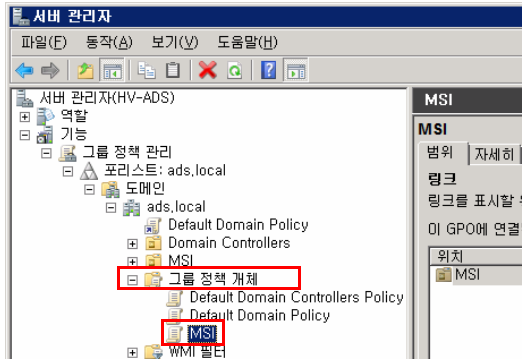 서버 관리자
파일(F) 동작(A) 보기(V) 도움말(H)
서버 관리자(HV-ADS)
역할
기능
그룹 정책 관리
포리스트: ads.local
도메인
ads.local
Default Domain Policy
Domain Controllers
MSI
그룹 정책 개체
Default Domain Controllers Policy
Default Domain Policy
MSI
WMI 필터
MSI
MSI
범위 자세히
링크
링크를 표시할
이 GPO에 연결
위치
MSI